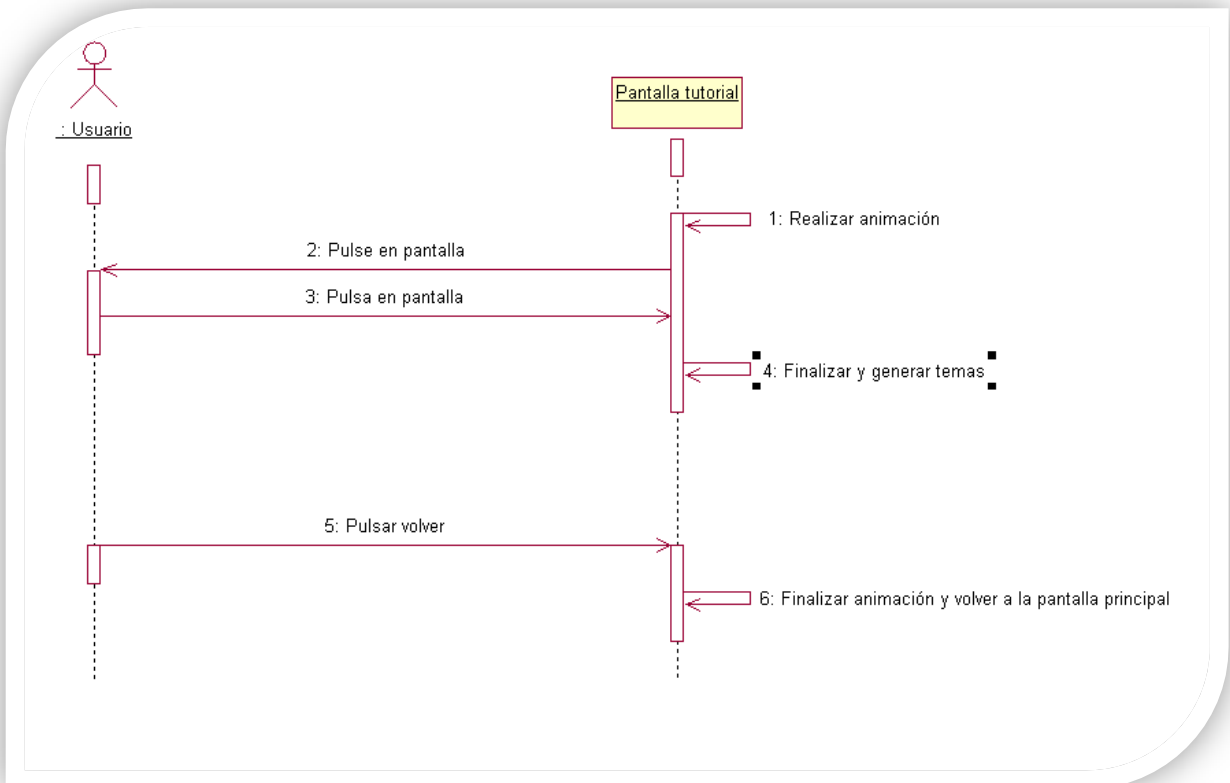 : Usuario
Pantalla tutorial
1: Realizar animación
2: Pulse en pantalla
3: Pulsa en pantalla
4: Finalizar y generar temas
5: Pulsar volver
6: Finalizar animación y volver a la pantalla principal